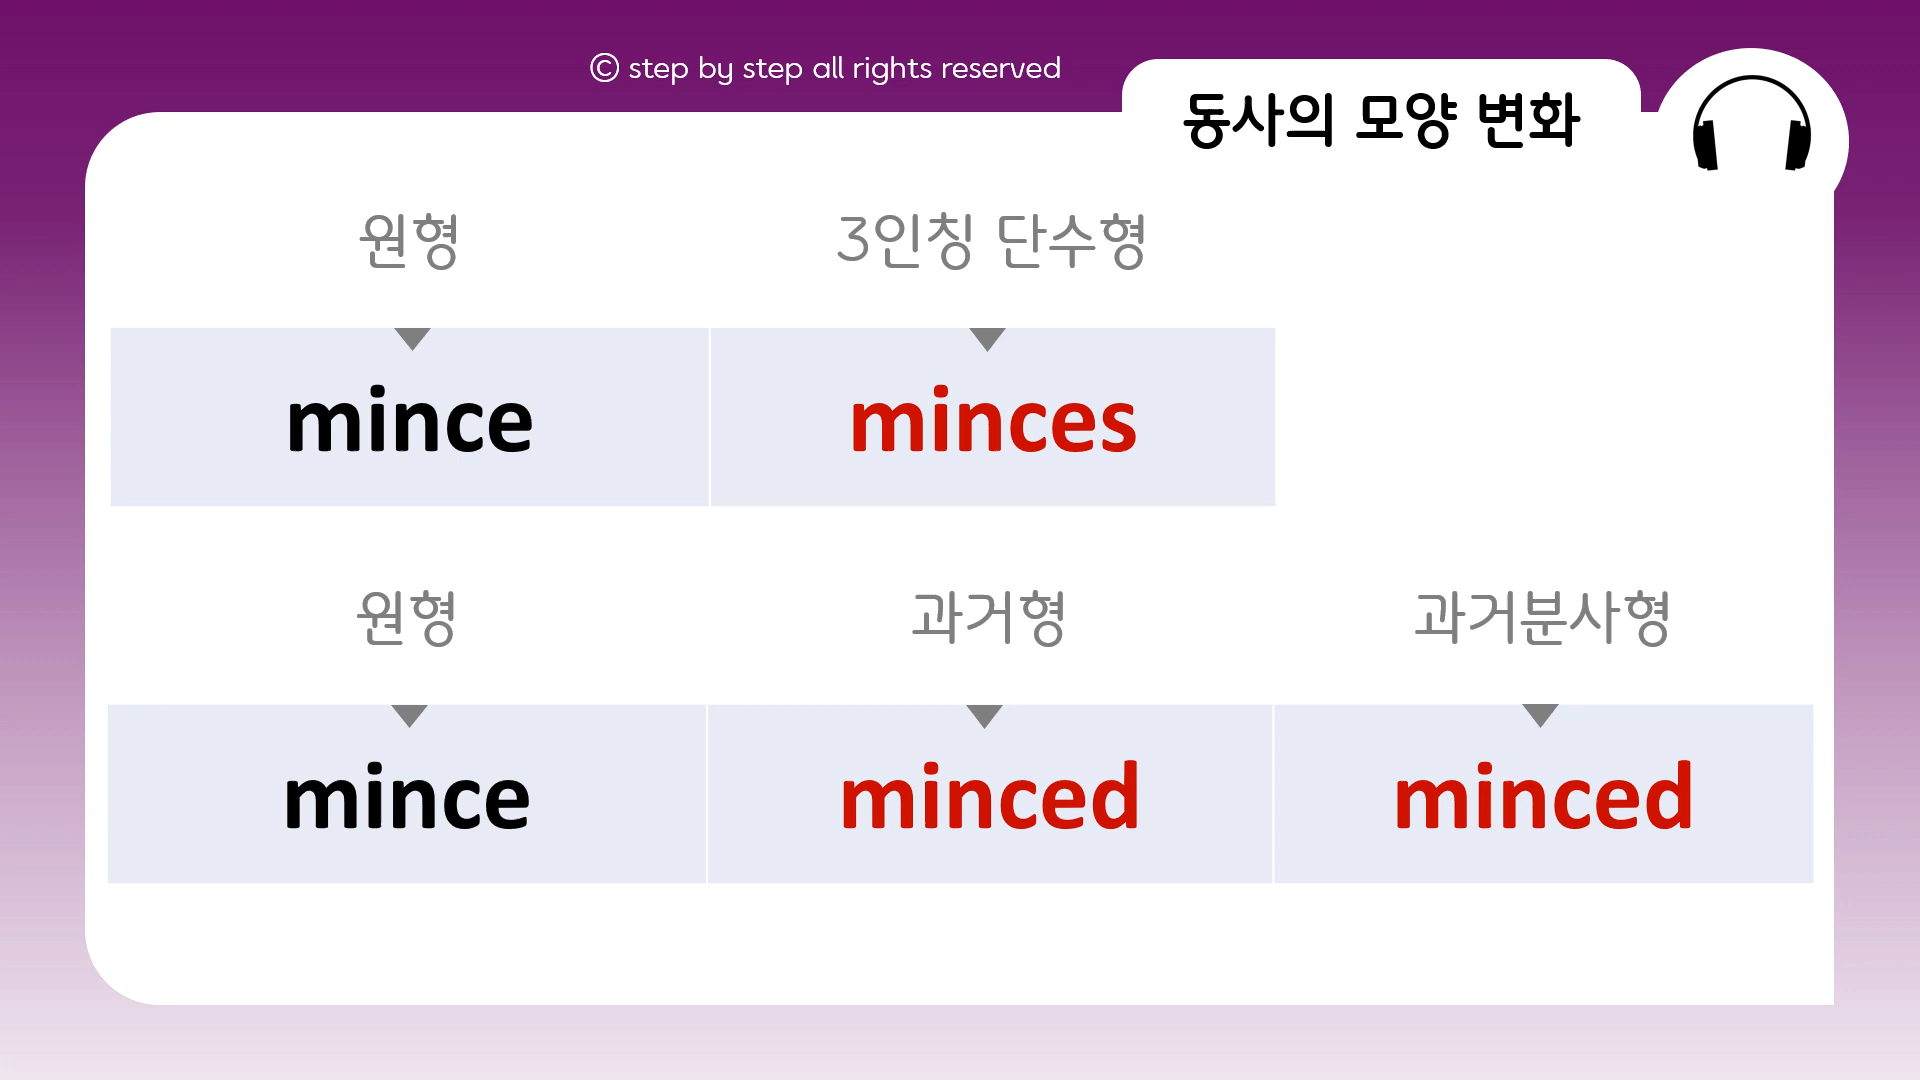 © step by step all rights reserved
동사의 모양 변화
원형 3인칭 단수형
mince minces
원형 과거형 과거분사형
mince minced minced